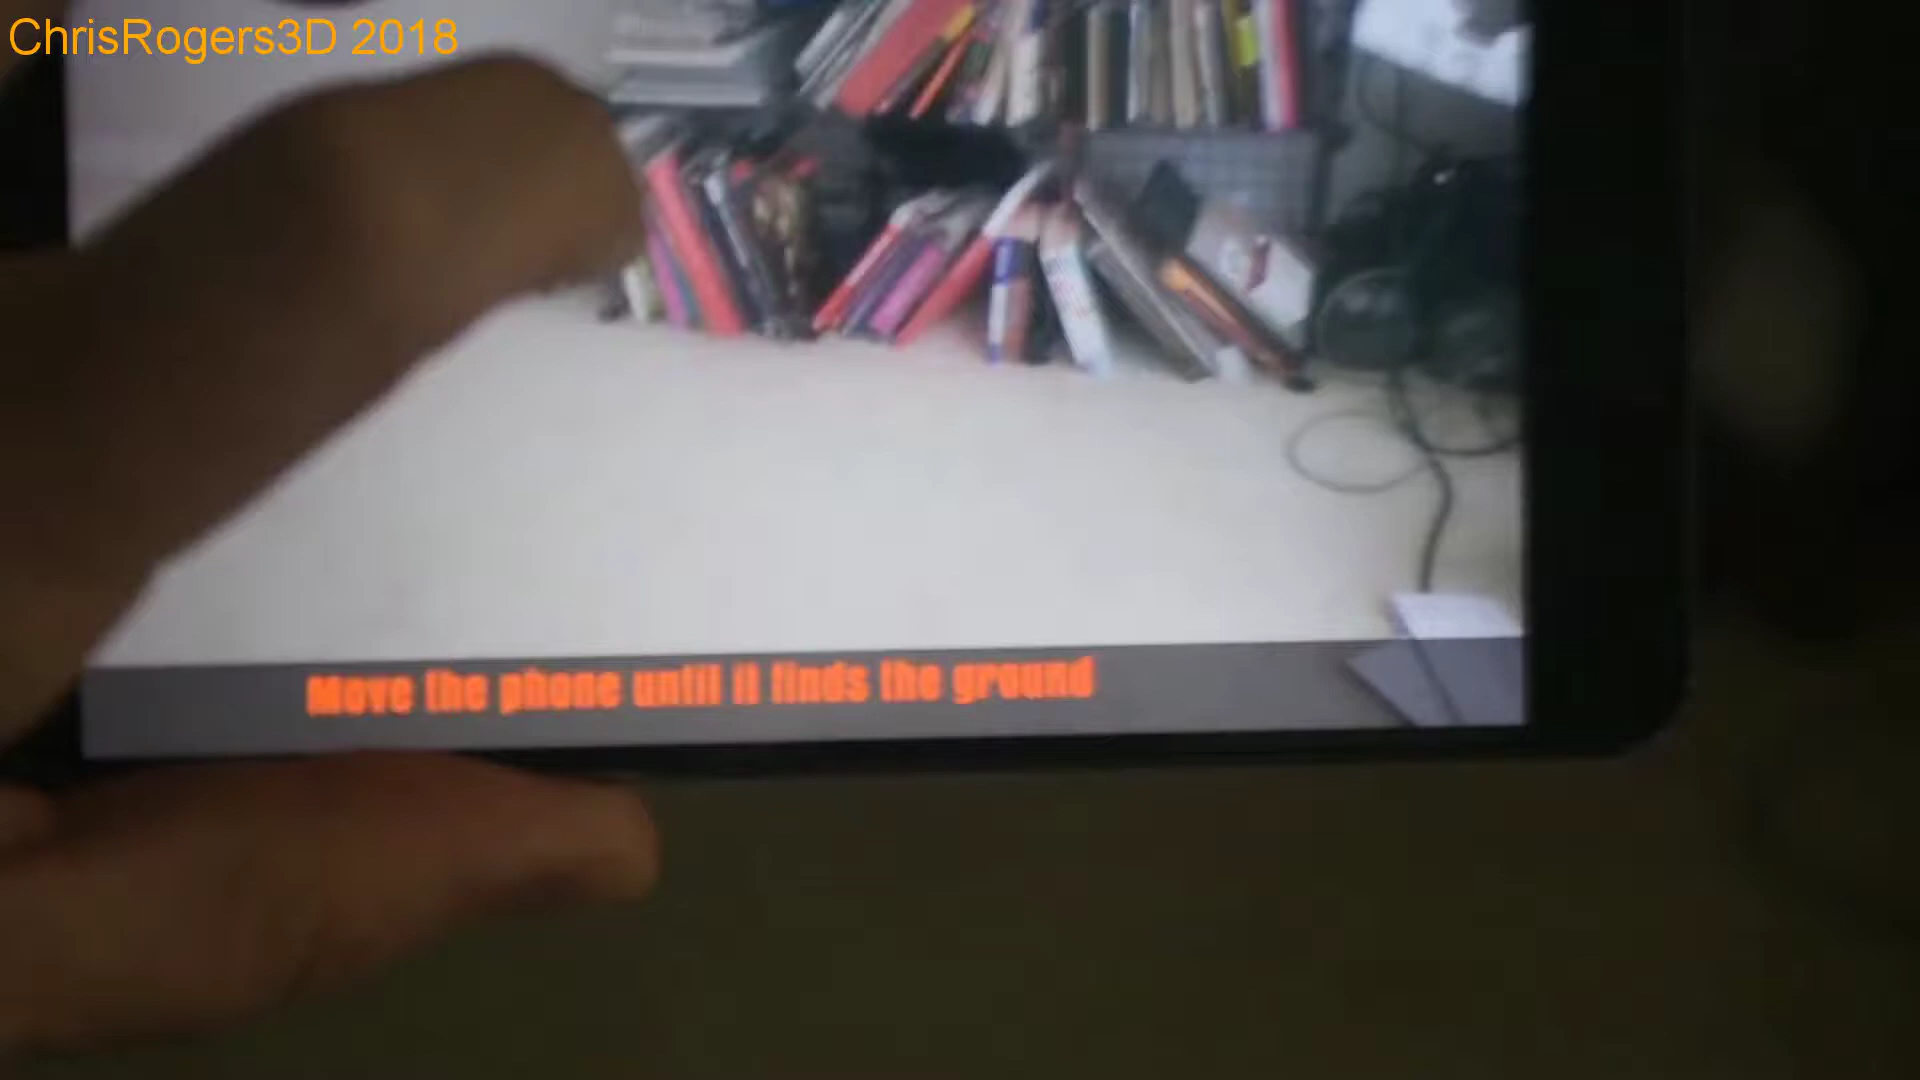 ChrisRogers3D 2018
Move the phone until it finds the ground